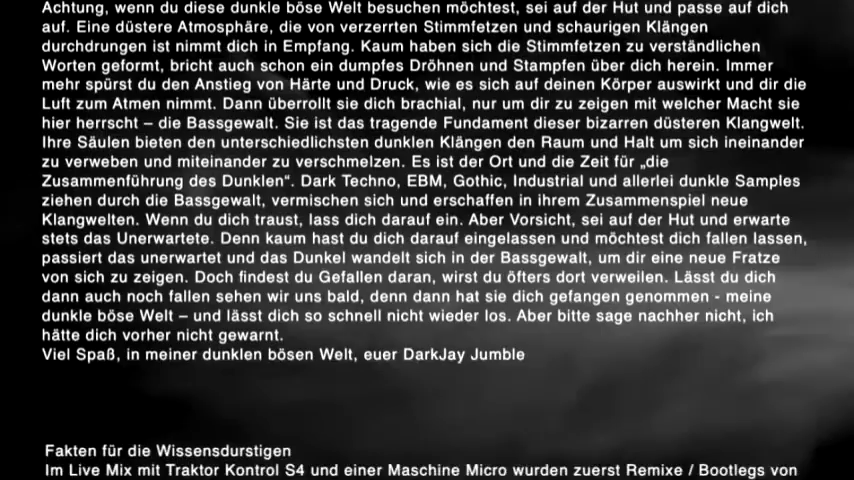 Achtung, wenn du diese dunkle böse Welt besuchen möchtest, sei auf der Hut und passe auf dich
auf. Eine düstere Atmosphäre, die von verzerrten Stimmfetzen und schaurigen Klängen
durchdrungen ist nimmt dich in Empfang. Kaum haben sich die Stimmfetzen zu verständlichen
Worten geformt, bricht auch schon ein dumpfes Dröhnen und Stampfen über dich herein. Immer
mehr spürst du den Anstieg von Härte und Druck, wie es sich auf deinen Körper auswirkt und dir die
Luft zum Atmen nimmt. Dann überrollt sie dich brachial, nur um dir zu zeigen mit welcher Macht sie
hier herrscht – die Bassgewalt. Sie ist das tragende Fundament dieser bizarren düsteren Klangwelt.
Ihre Säulen bieten den unterschiedlichsten dunklen Klängen den Raum und Halt um sich ineinander
zu verweben und miteinander zu verschmelzen. Es ist der Ort und die Zeit für „die
Zusammenführung des Dunklen“. Dark Techno, EBM, Gothic, Industrial und allerlei dunkle Samples
ziehen durch die Bassgewalt, vermischen sich und erschaffen in ihrem Zusammenspiel neue
Klangwelten. Wenn du dich traust, lass dich darauf ein. Aber Vorsicht, sei auf der Hut und erwarte
stets das Unerwartete. Denn kaum hast du dich darauf eingelassen und möchtest dich fallen lassen,
passiert das unerwartet und das Dunkel wandelt sich in der Bassgewalt, um dir eine neue Fratze
von sich zu zeigen. Doch findest du Gefallen daran, wirst du öfters dort verweilen. Lässt du dich
dann auch noch fallen sehen wir uns bald, denn dann hat sie dich gefangen genommen - meine
dunkle böse Welt – und lässt dich so schnell nicht wieder los. Aber bitte sage nachher nicht, ich
hätte dich vorher nicht gewarnt.
Viel Spaß, in meiner dunklen bösen Welt, euer DarkJay Jumble
Fakten für die Wissensdurstigen
Im Live Mix mit Traktor Kontrol S4 und einer Maschine Micro wurden zuerst Remixe / Bootlegs von